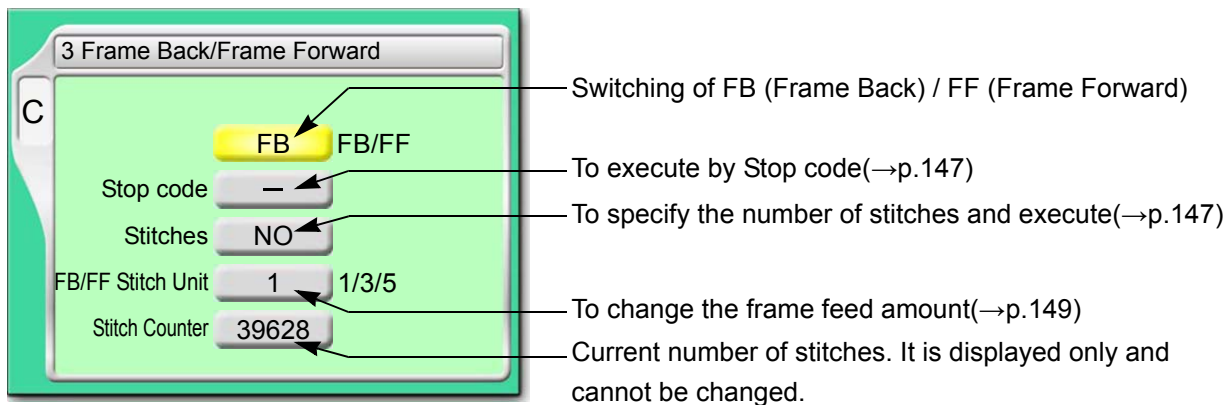 3 Frame Back/Frame Forward
C
FB FB/FF
Switching of FB (Frame Back) / FF (Frame Forward)
Stop code –
To execute by Stop code(→p.147)
Stitches NO
To specify the number of stitches and execute(→p.147)
FB/FF Stitch Unit 1 1/3/5
To change the frame feed amount(→p.149)
Stitch Counter 39628
Current number of stitches. It is displayed only and
cannot be changed.